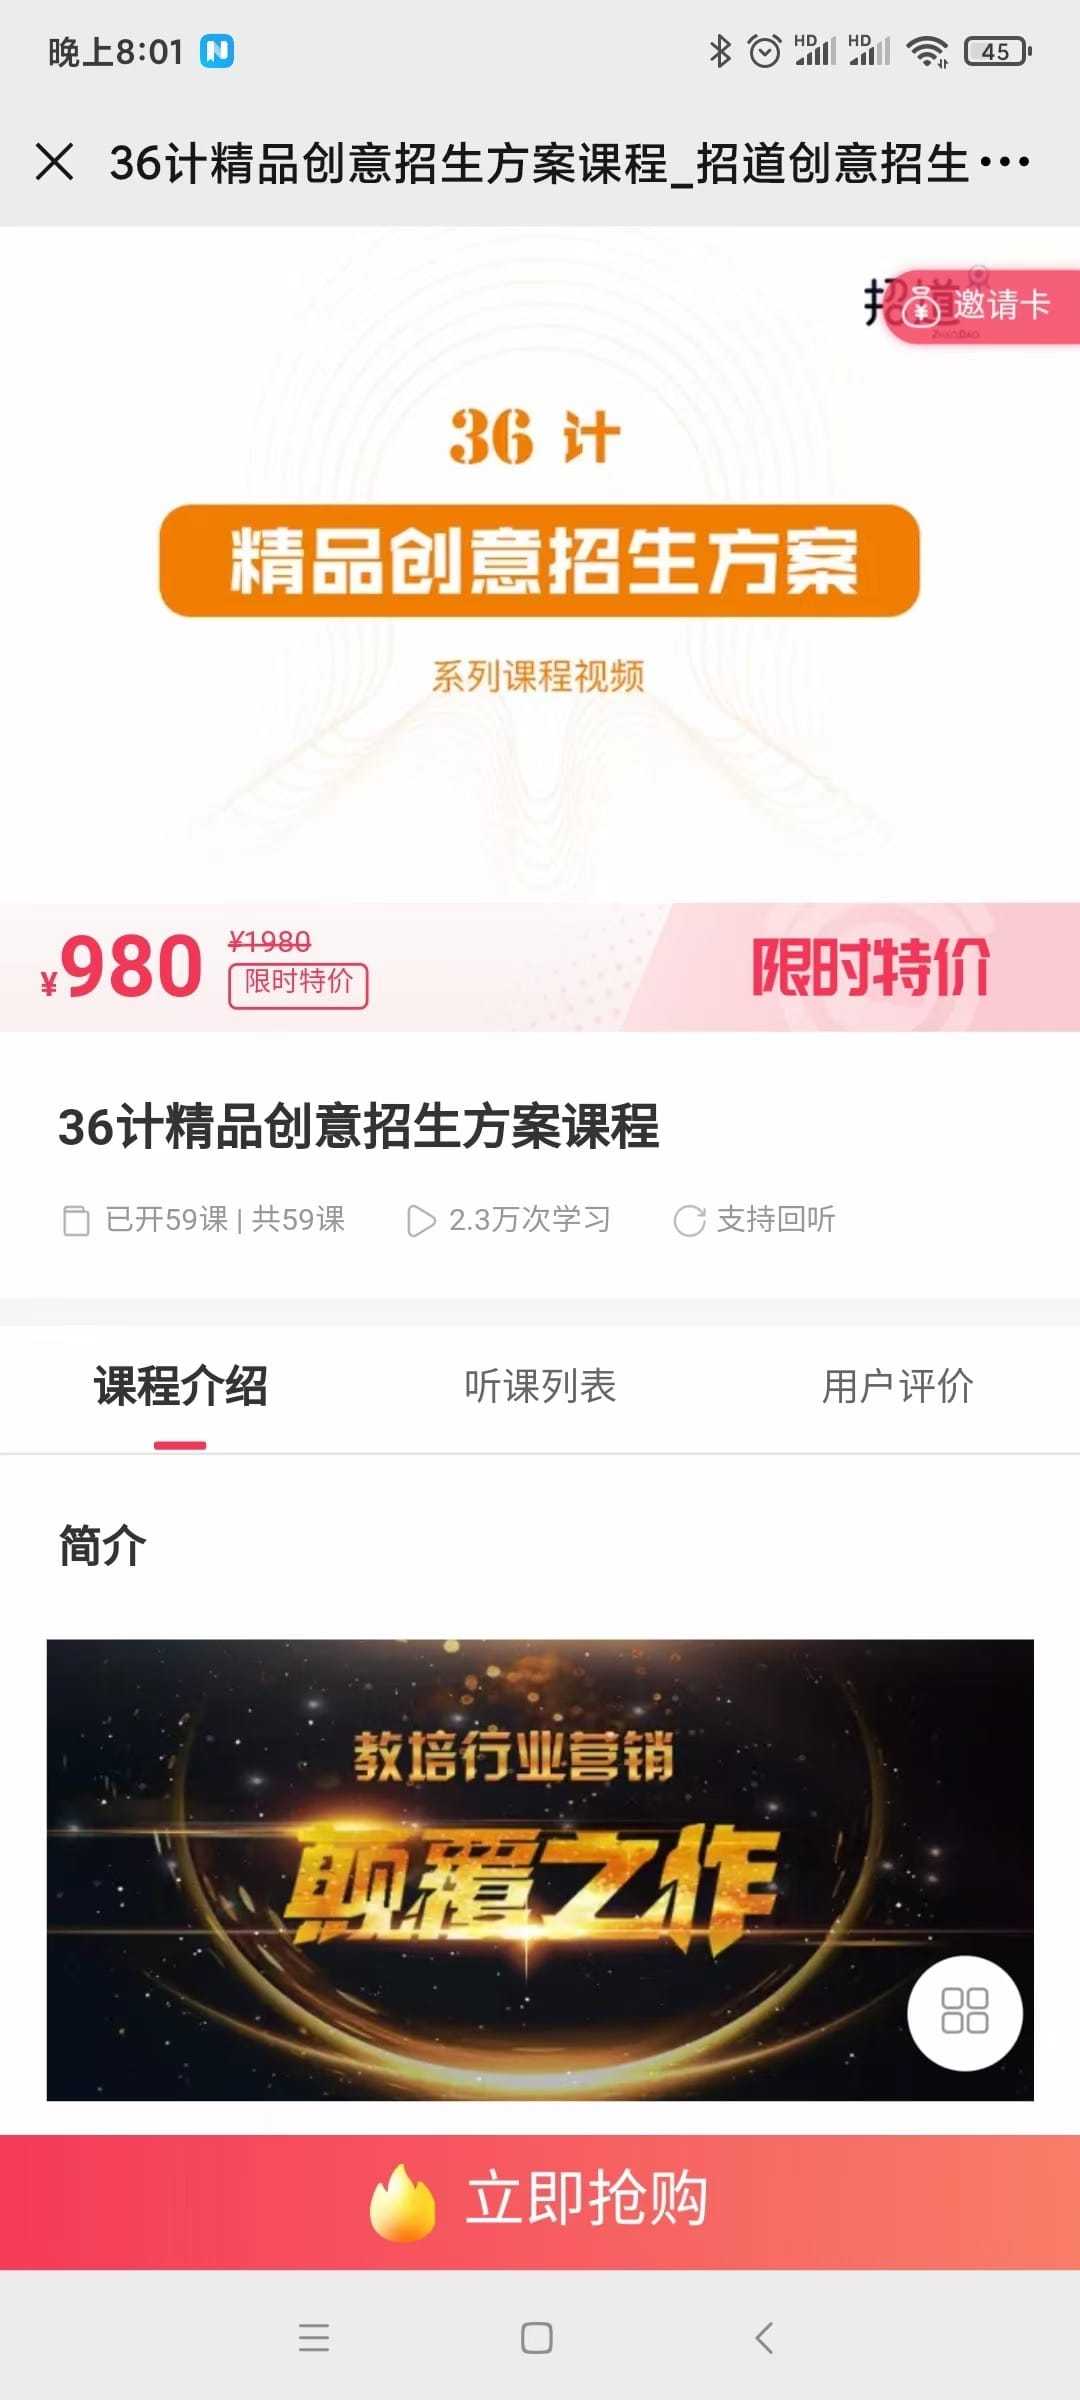 晚上8:01
HD
HD
45
36计精品创意招生方案课程_招道创意招生···
招道
邀请卡
ZHAODAO
36 计
精品创意招生方案
系列课程视频
¥980
¥1980
限时特价
限时特价
36计精品创意招生方案课程
已开59课 | 共59课
2.3万次学习
支持回听
课程介绍
听课列表
用户评价
简介
教培行业营销
颠覆之作
立即抢购